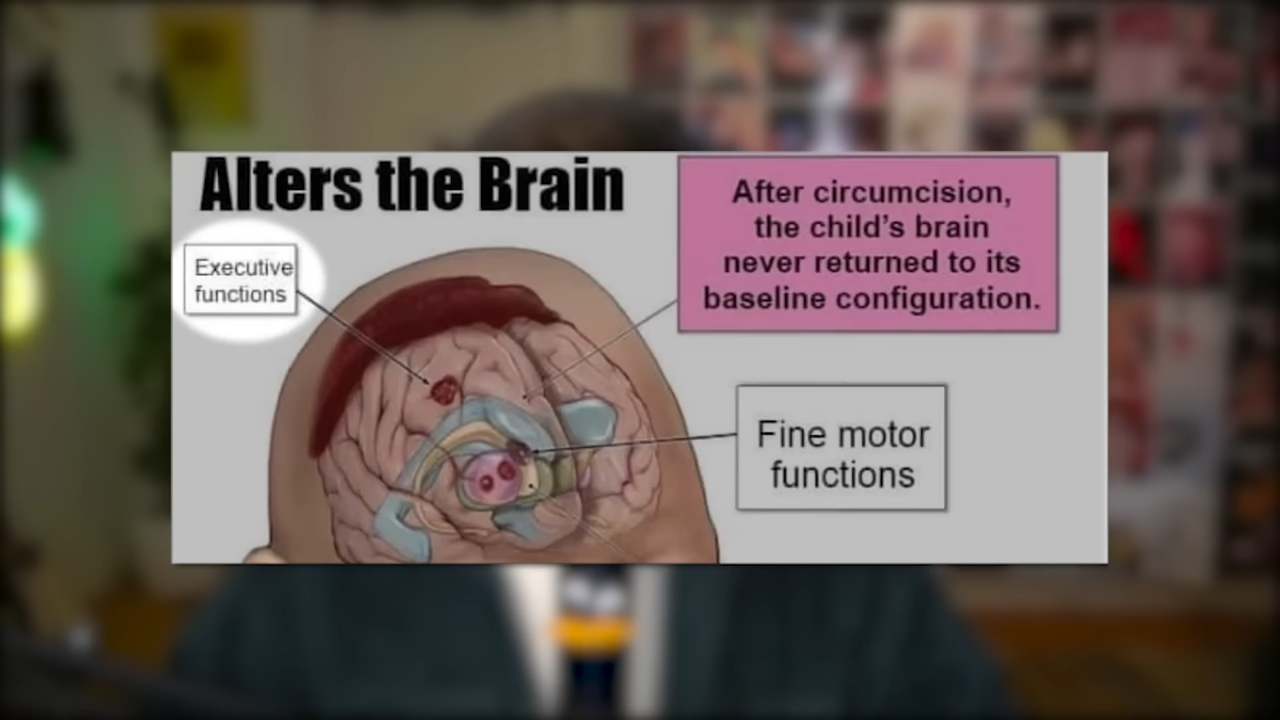 Alters the Brain
Executive
functions
After circumcision,
the child's brain
never returned to its
baseline configuration.
Fine motor
functions